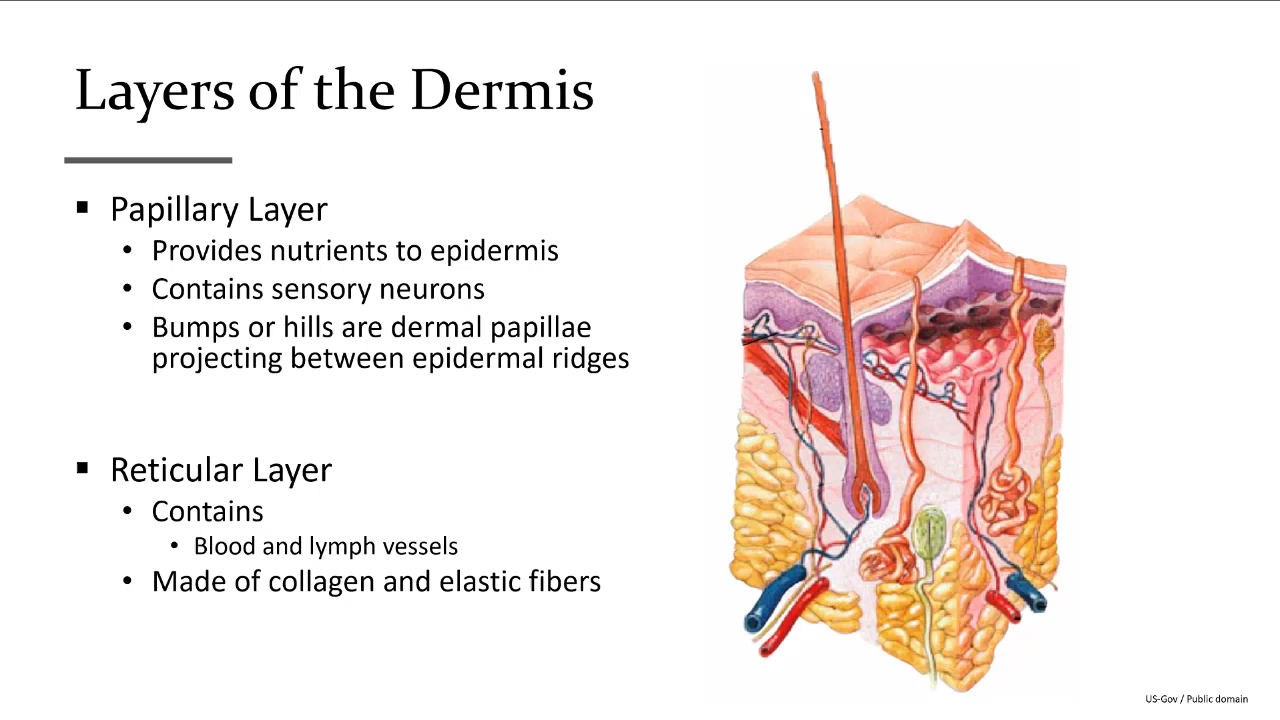 Layers of the Dermis
▪ Papillary Layer
• Provides nutrients to epidermis
• Contains sensory neurons
• Bumps or hills are dermal papillae
projecting between epidermal ridges
▪ Reticular Layer
• Contains
• Blood and lymph vessels
• Made of collagen and elastic fibers
US-Gov / Public domain